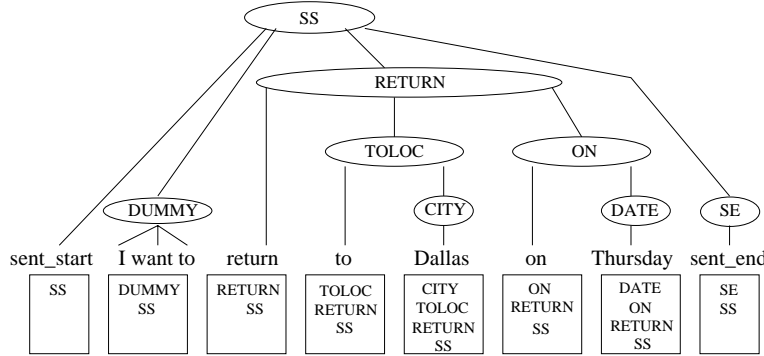 SS
RETURN
TOLOC ON
DUMMY CITY DATE SE
sent_start I want to return to Dallas on Thursday sent_end
SS DUMMY RETURN TOLOC CITY ON DATE SE
SS SS RETURN TOLOC RETURN ON SS
SS RETURN SS RETURN
SS SS